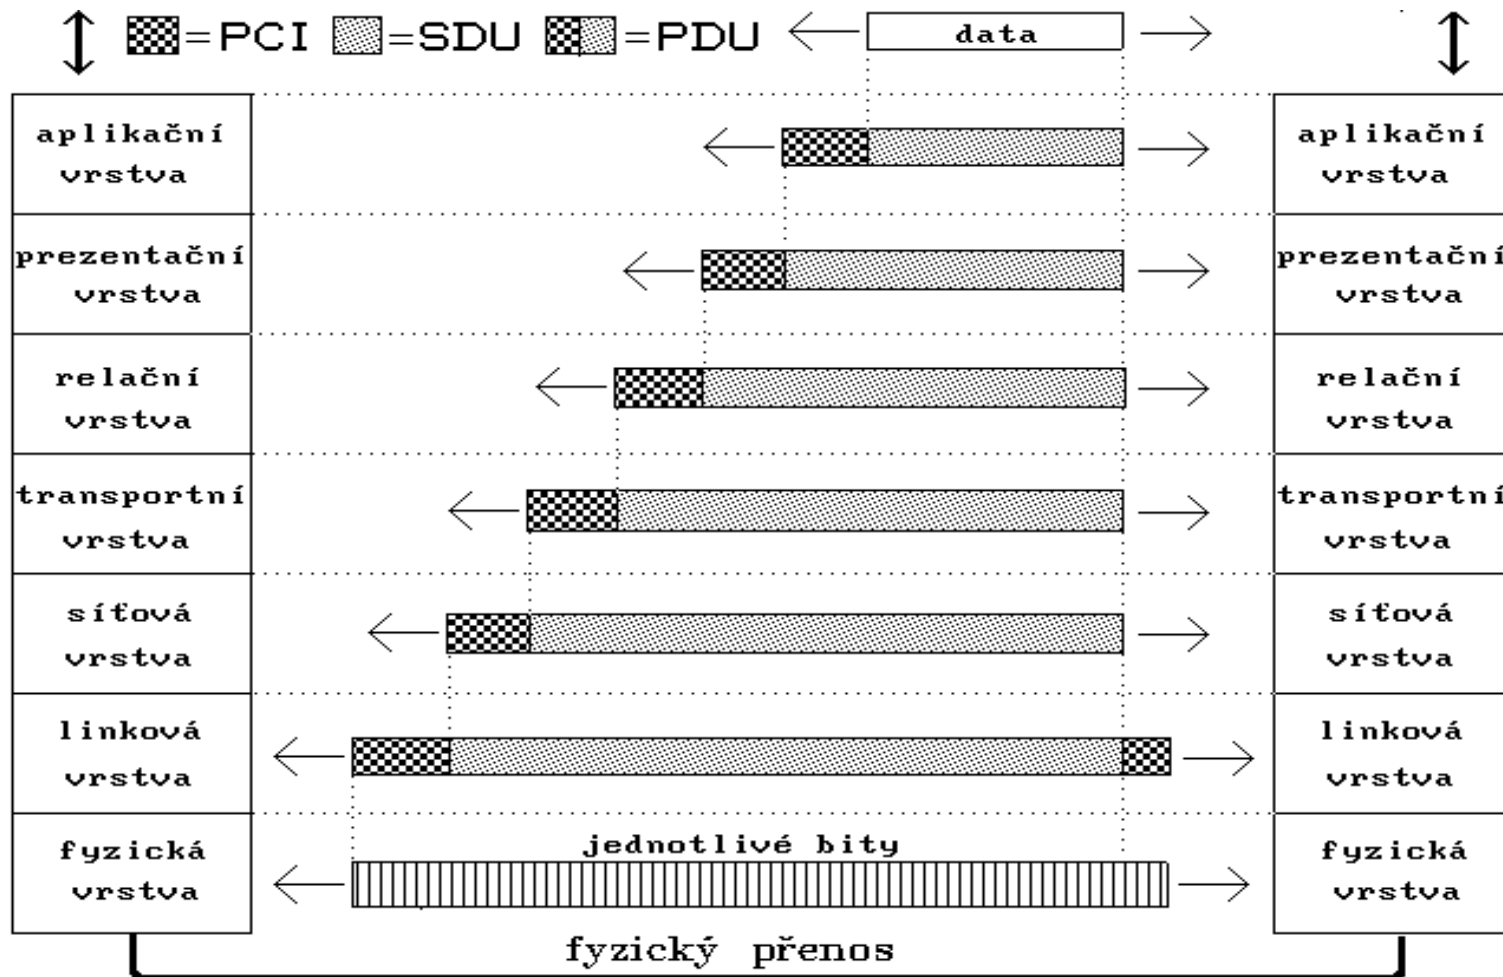 =PCI =SDU =PDU
data
aplikační
vrstva
aplikační
vrstva
prezentační
vrstva
prezentační
vrstva
relační
vrstva
relační
vrstva
transportní
vrstva
transportní
vrstva
síťová
vrstva
síťová
vrstva
linková
vrstva
linková
vrstva
fyzická
vrstva
jednotlivé bity
fyzická
vrstva
fyzický přenos